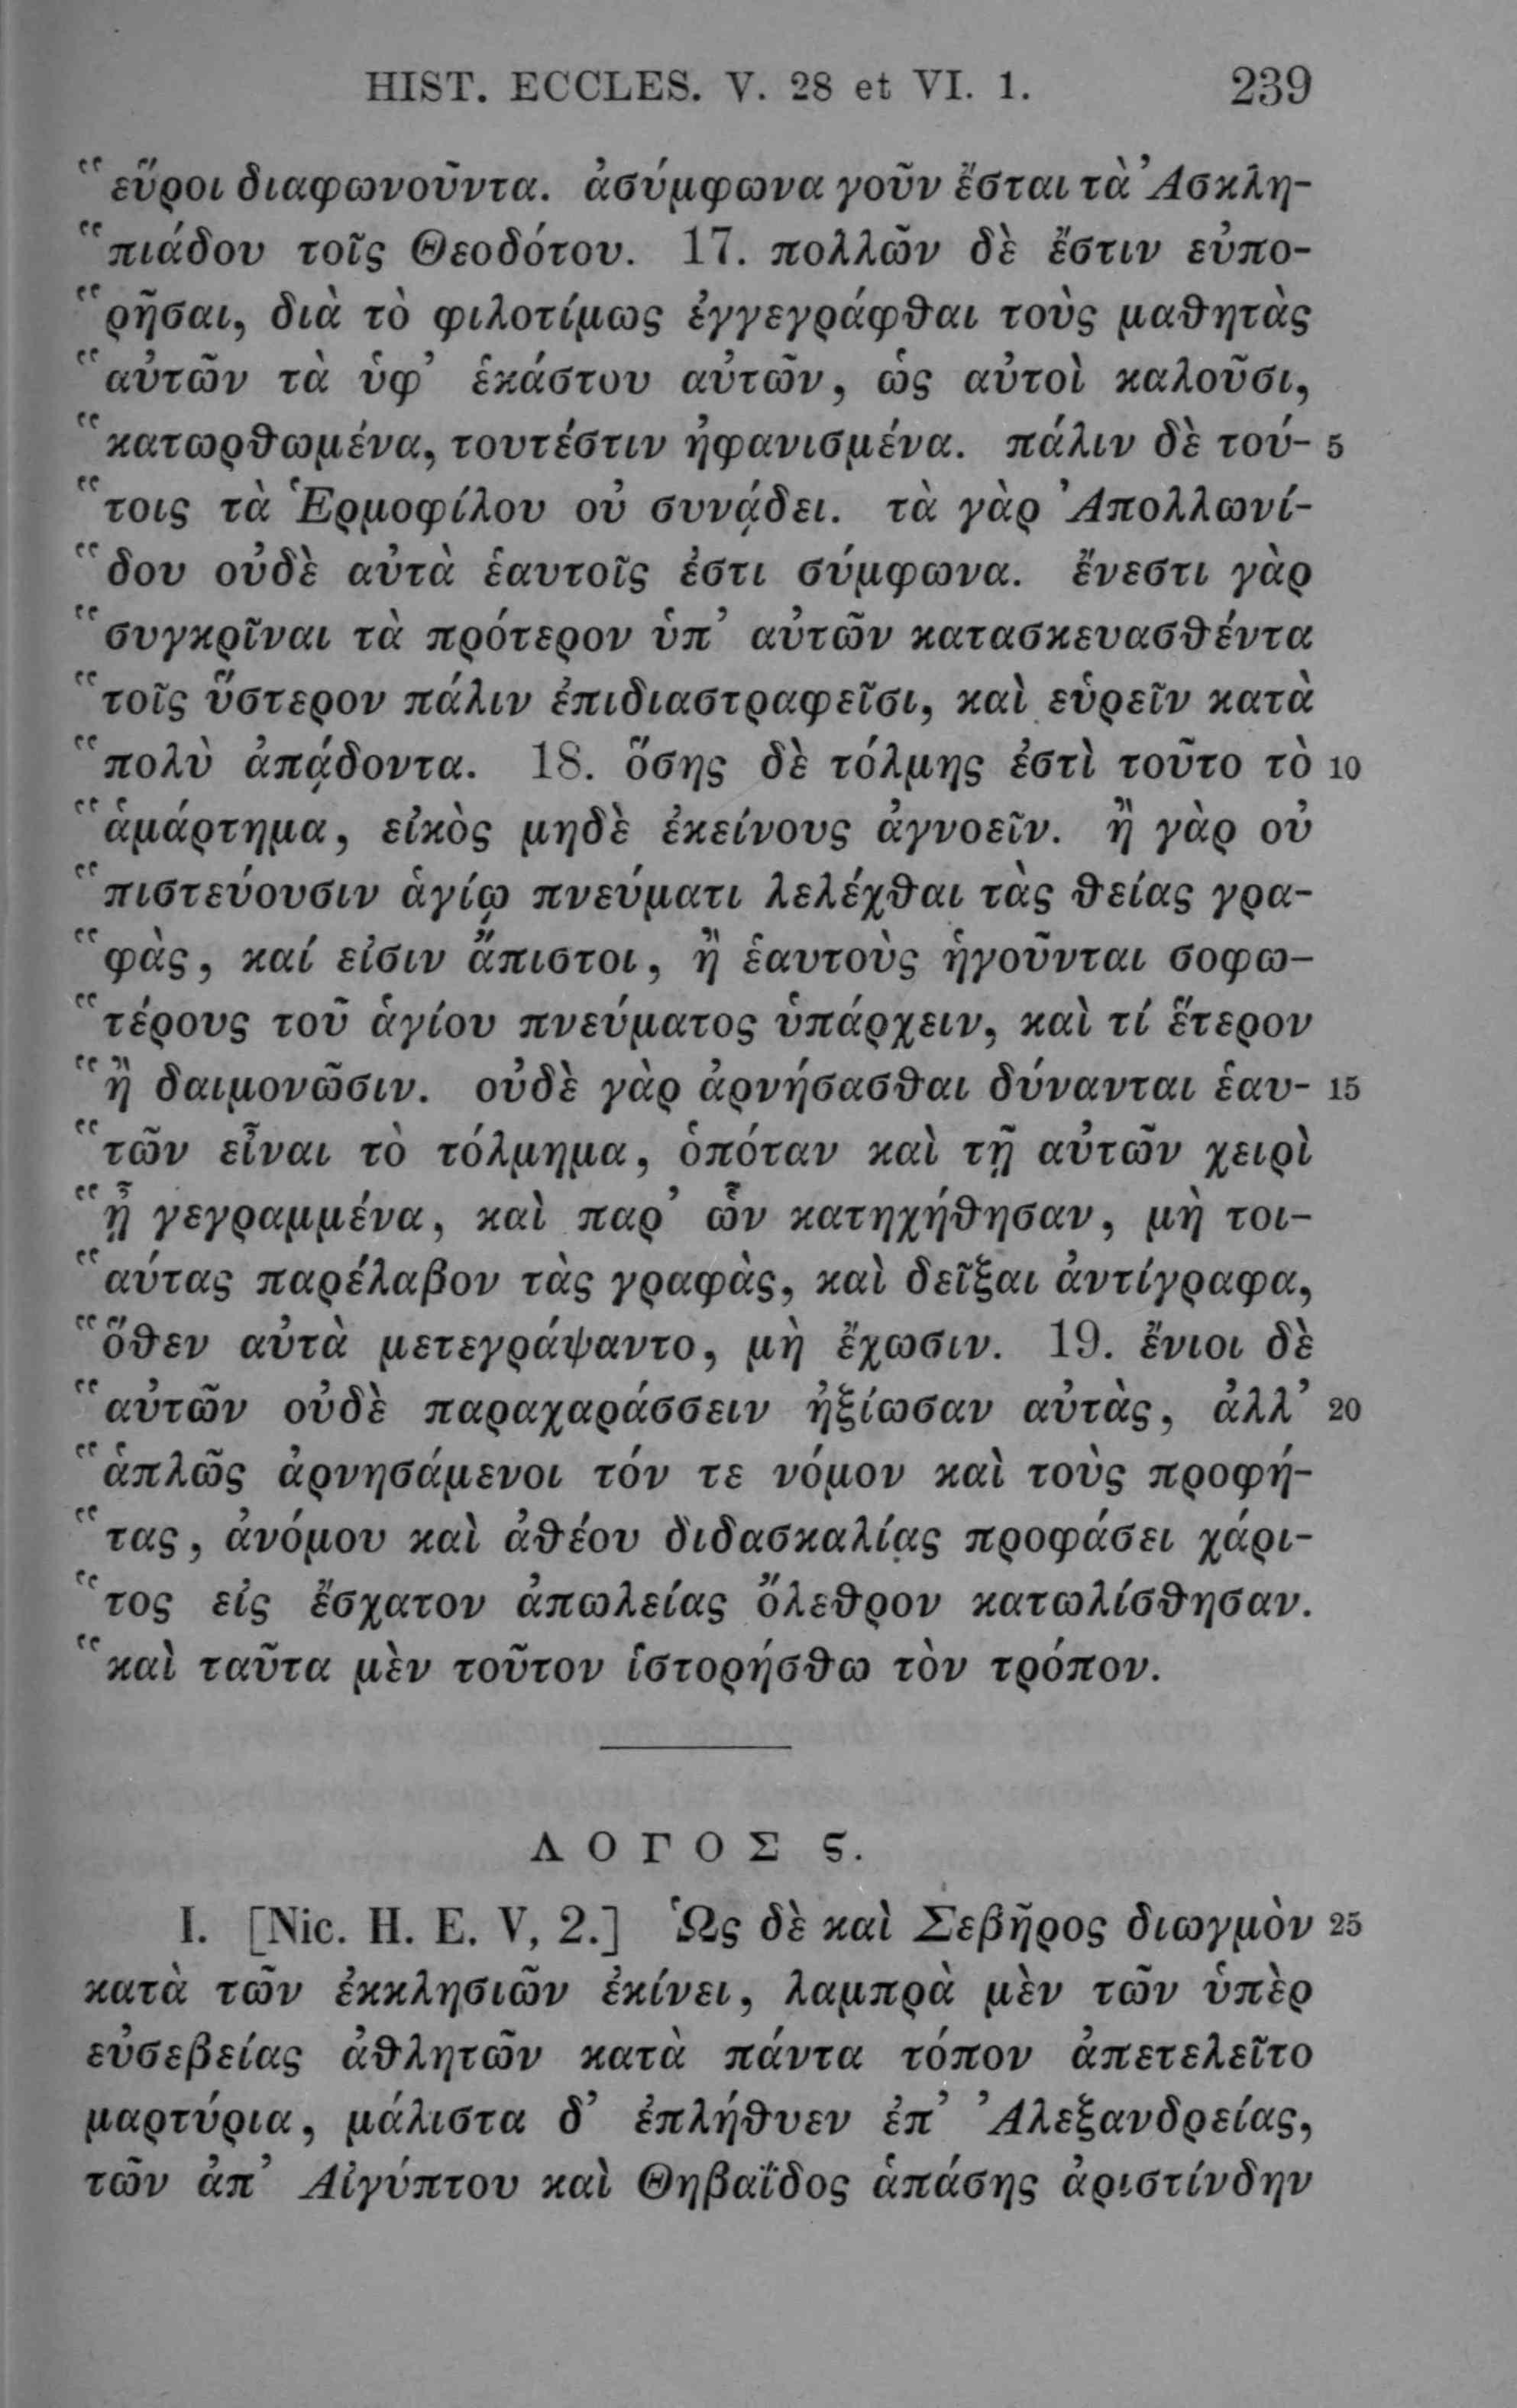 HIST. ECCLES. V. 28 et VI. 1. 239
“εὕροι διαφωνοῦντα. ἀσύμφωνα γοῦν ἔσται τὰ Ἀσκλη-
“πιάδου τοῖς Θεοδότου. 17. πολλῶν δὲ ἔστιν εὐπο-
“ρῆσαι, διὰ τὸ φιλοτίμως ἐγγεγράφθαι τοὺς μαθητὰς
“αὐτῶν τὰ ὑφ’ ἑκάστου αὐτῶν, ὡς αὐτοὶ καλοῦσι,
“κατωρθωμένα, τουτέστιν ἠφανισμένα. πάλιν δὲ τού- 5
“τοις τὰ Ἑρμοφίλου οὐ συνᾴδει. τὰ γὰρ Ἀπολλωνί-
“δου οὐδὲ αὐτὰ ἑαυτοῖς ἐστι σύμφωνα. ἔνεστι γὰρ
“συγκρῖναι τὰ πρότερον ὑπ’ αὐτῶν κατασκευασθέντα
“τοῖς ὕστερον πάλιν ἐπιδιαστραφεῖσι, καὶ εὑρεῖν κατὰ
“πολὺ ἀπᾴδοντα. 18. ὅσης δὲ τόλμης ἐστὶ τοῦτο τὸ 10
“ἁμάρτημα, εἰκὸς μηδὲ ἐκείνους ἀγνοεῖν. ἢ γὰρ οὐ
“πιστεύουσιν ἁγίῳ πνεύματι λελέχθαι τὰς θείας γρα-
“φὰς, καί εἰσιν ἄπιστοι, ἢ ἑαυτοὺς ἡγοῦνται σοφω-
“τέρους τοῦ ἁγίου πνεύματος ὑπάρχειν, καὶ τί ἕτερον
“ἢ δαιμονῶσιν. οὐδὲ γὰρ ἀρνήσασθαι δύνανται ἑαυ- 15
“τῶν εἶναι τὸ τόλμημα, ὁπόταν καὶ τῇ αὐτῶν χειρὶ
“ᾖ γεγραμμένα, καὶ παρ’ ὧν κατηχήθησαν, μὴ τοι-
“αύτας παρέλαβον τὰς γραφὰς, καὶ δεῖξαι ἀντίγραφα,
“ὅθεν αὐτὰ μετεγράψαντο, μὴ ἔχωσιν. 19. ἔνιοι δὲ
“αὐτῶν οὐδὲ παραχαράσσειν ἠξίωσαν αὐτὰς, ἀλλ’ 20
“ἁπλῶς ἀρνησάμενοι τόν τε νόμον καὶ τοὺς προφή-
“τας, ἀνόμου καὶ ἀθέου διδασκαλίας προφάσει χάρι-
“τος εἰς ἔσχατον ἀπωλείας ὄλεθρον κατωλίσθησαν.
“καὶ ταῦτα μὲν τοῦτον ἱστορήσθω τὸν τρόπον.
ΛΟΓΟΣ ς.
I. [Nic. H. E. V, 2.] Ὡς δὲ καὶ Σεβῆρος διωγμὸν 25
κατὰ τῶν ἐκκλησιῶν ἐκίνει, λαμπρὰ μὲν τῶν ὑπὲρ
εὐσεβείας ἀθλητῶν κατὰ πάντα τόπον ἀπετελεῖτο
μαρτύρια, μάλιστα δ’ ἐπλήθυεν ἐπ’ Ἀλεξανδρείας,
τῶν ἀπ’ Αἰγύπτου καὶ Θηβαΐδος ἁπάσης ἀριστίνδην